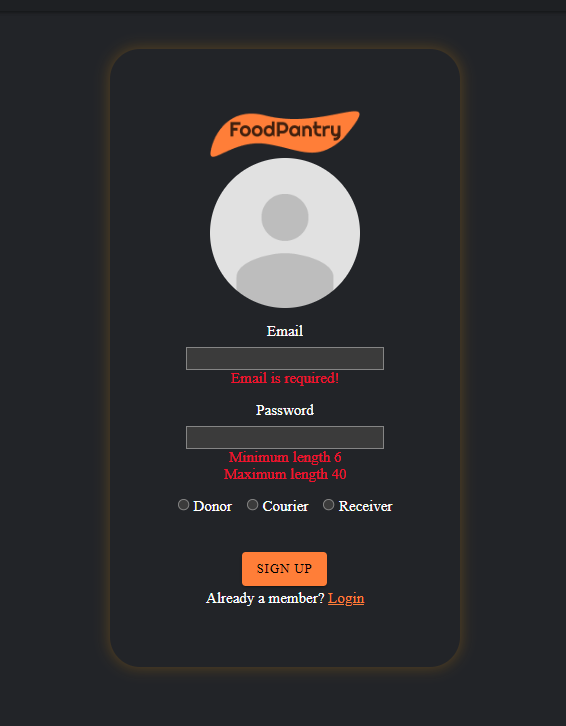 FoodPantry
Email
Email is required!
Password
Minimum length 6
Maximum length 40
Donor Courier Receiver
SIGN UP
Already a member? Login